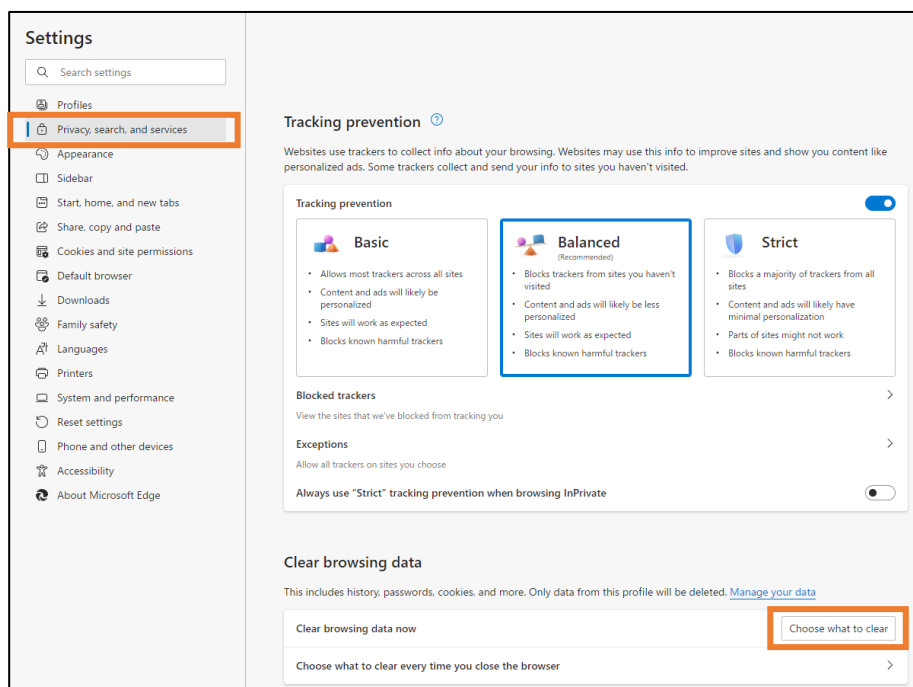 Settings
Search settings
Profiles
Privacy, search, and services
Appearance
Sidebar
Start, home, and new tabs
Share, copy and paste
Cookies and site permissions
Default browser
Downloads
Family safety
Languages
Printers
System and performance
Reset settings
Phone and other devices
Accessibility
About Microsoft Edge
Tracking prevention
Websites use trackers to collect info about your browsing. Websites may use this info to improve sites and show you content like
personalized ads. Some trackers collect and send your info to sites you haven't visited.
Tracking prevention
Basic
• Allows most trackers across all sites
• Content and ads will likely be
personalized
• Sites will work as expected
• Blocks known harmful trackers
Balanced
(Recommended)
• Blocks trackers from sites you haven't
visited
• Content and ads will likely be less
personalized
• Sites will work as expected
• Blocks known harmful trackers
Strict
• Blocks a majority of trackers from all
sites
• Content and ads will likely have
minimal personalization
• Parts of sites might not work
• Blocks known harmful trackers
Blocked trackers
View the sites that we've blocked from tracking you
Exceptions
Allow all trackers on sites you choose
Always use "Strict" tracking prevention when browsing InPrivate
Clear browsing data
This includes history, passwords, cookies, and more. Only data from this profile will be deleted. Manage your data
Clear browsing data now
Choose what to clear
Choose what to clear every time you close the browser